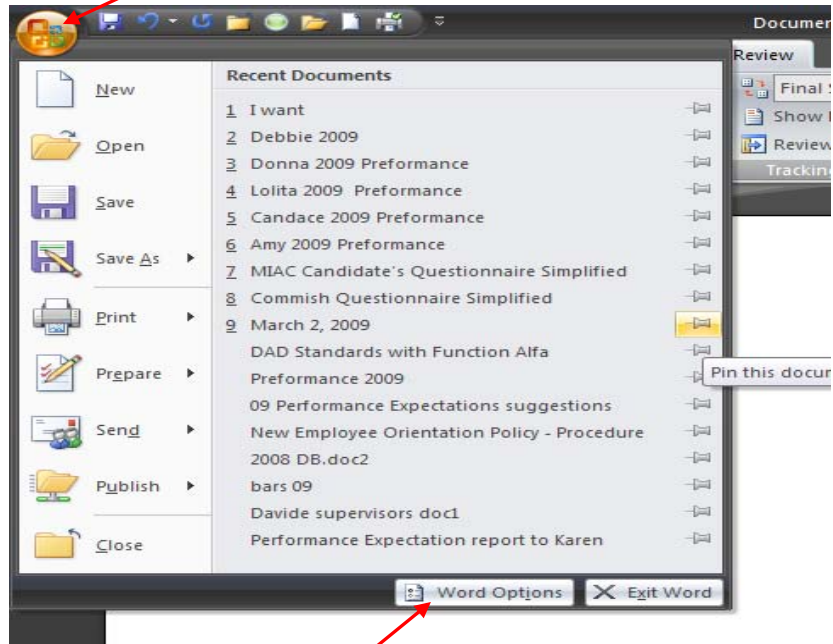 Documen
Review
Final S
Show
Review
Tracking
New
Open
Save
Save As
Print
Prepare
Send
Publish
Close
Recent Documents
1 I want
2 Debbie 2009
3 Donna 2009 Preformance
4 Lolita 2009 Preformance
5 Candace 2009 Preformance
6 Amy 2009 Preformance
7 MIAC Candidate's Questionnaire Simplified
8 Commish Questionnaire Simplified
9 March 2, 2009
DAD Standards with Function Alfa
Preformance 2009
09 Performance Expectations suggestions
New Employee Orientation Policy - Procedure
2008 DB.doc2
bars 09
Davide supervisors doc1
Performance Expectation report to Karen
Pin this docum
Word Options
Exit Word